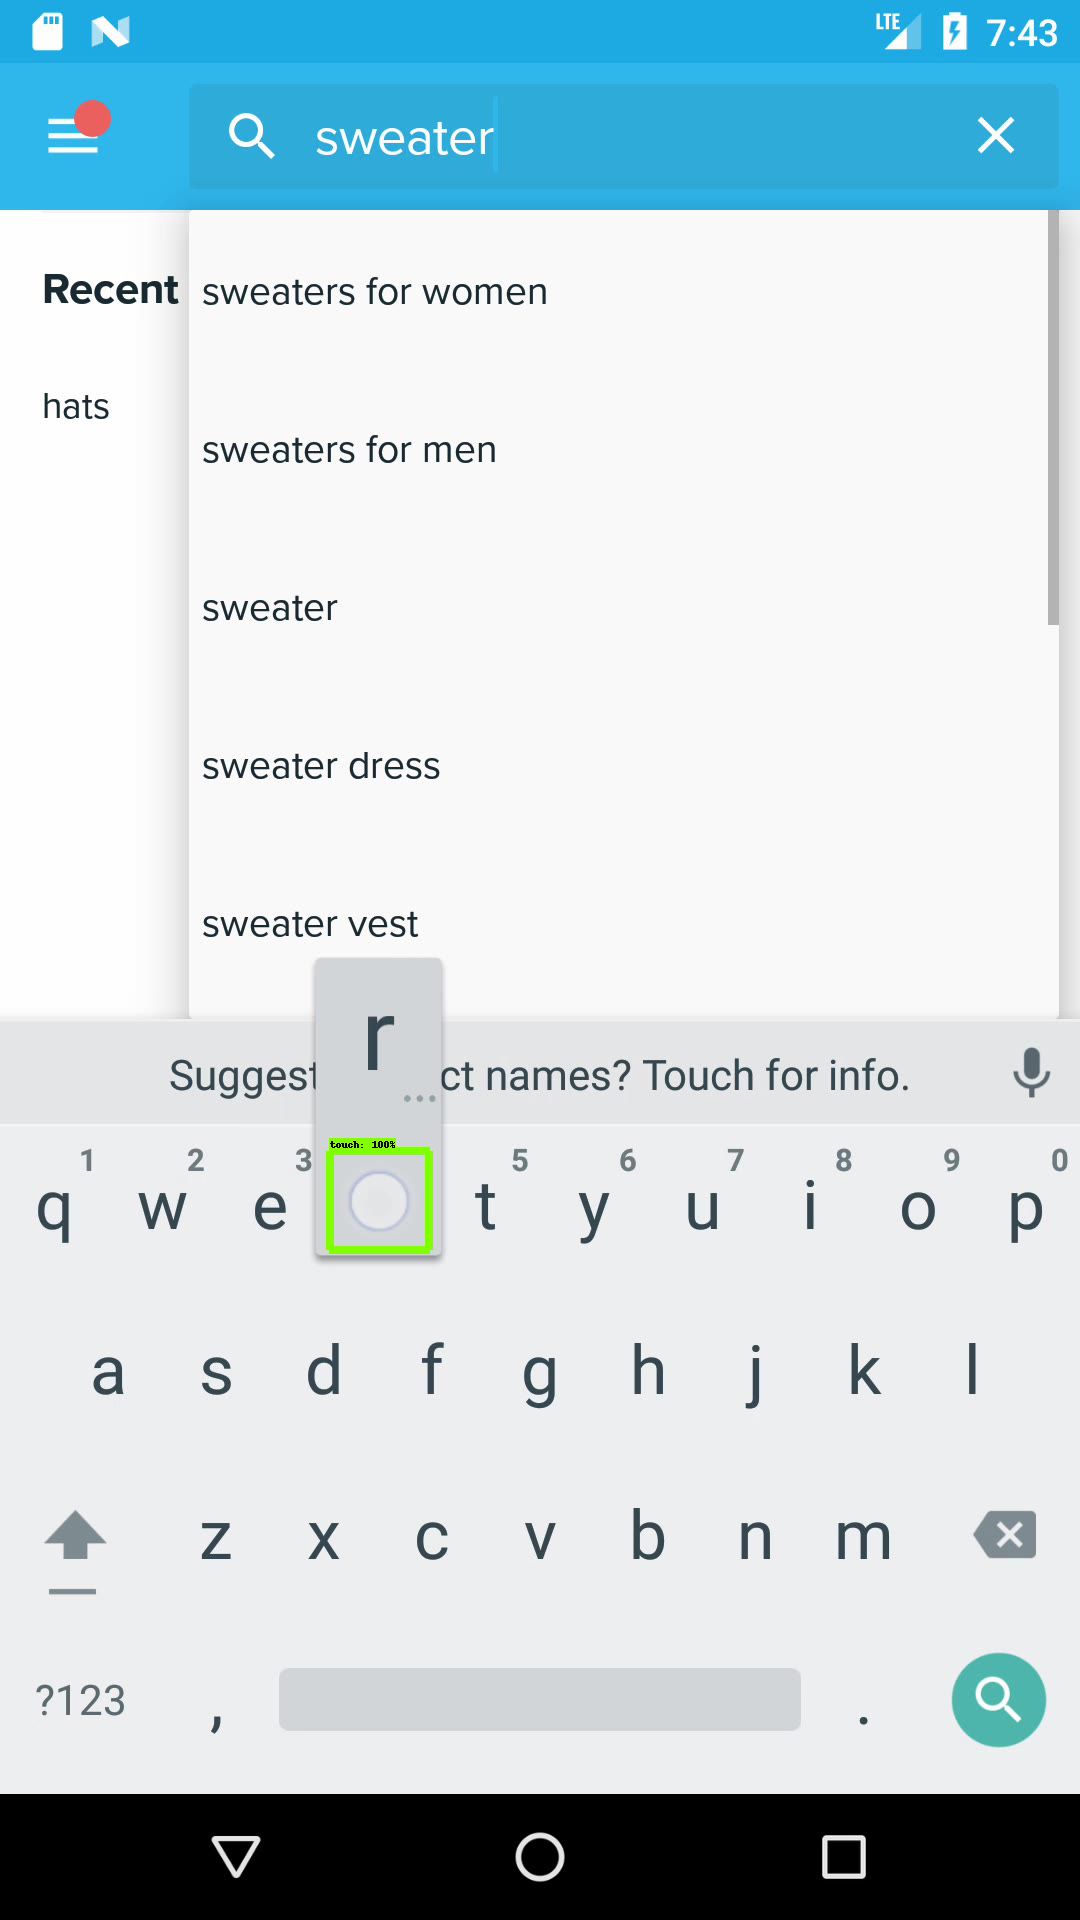 LTE 7:43
sweater
Recent
sweaters for women
hats
sweaters for men
sweater
sweater dress
sweater vest
r
...
Suggest ct names? Touch for info.
touch: 100%
1 2 3 5 6 7 8 9 0
q w e t y u i o p
a s d f g h j k l
z x c v b n m
?123 , .